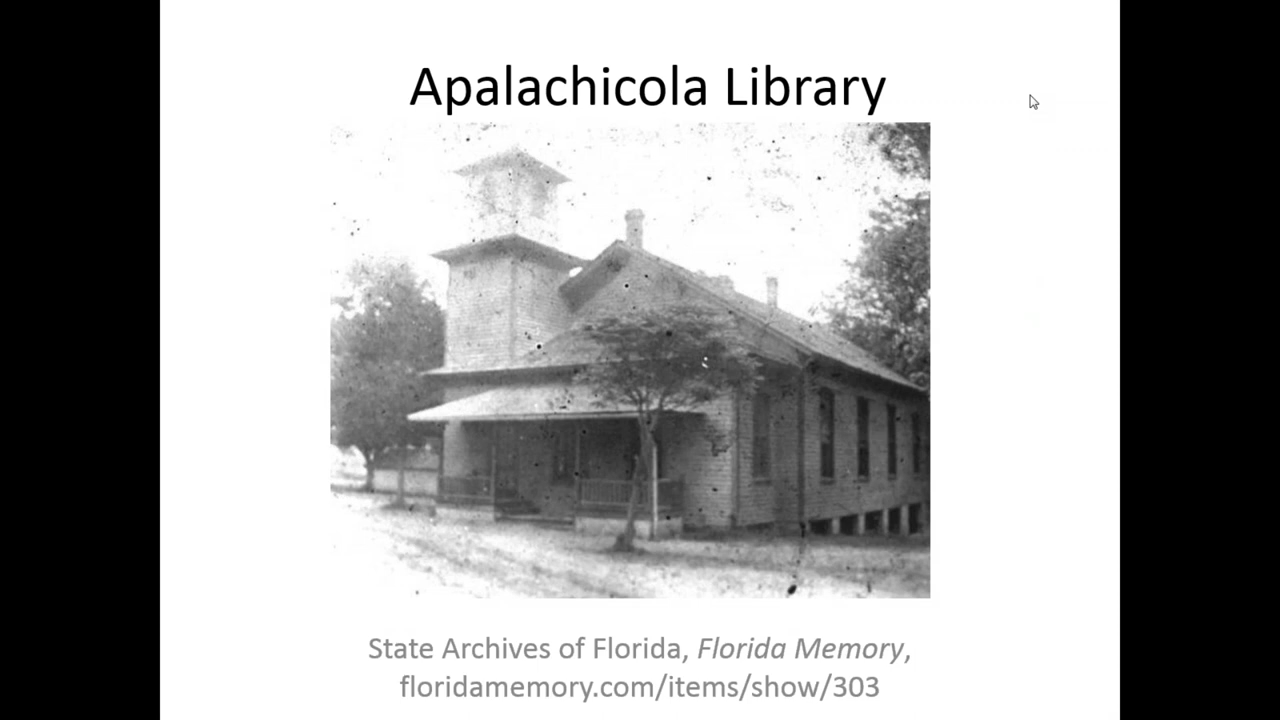 Apalachicola Library
State Archives of Florida, Florida Memory,
floridamemory.com/items/show/303